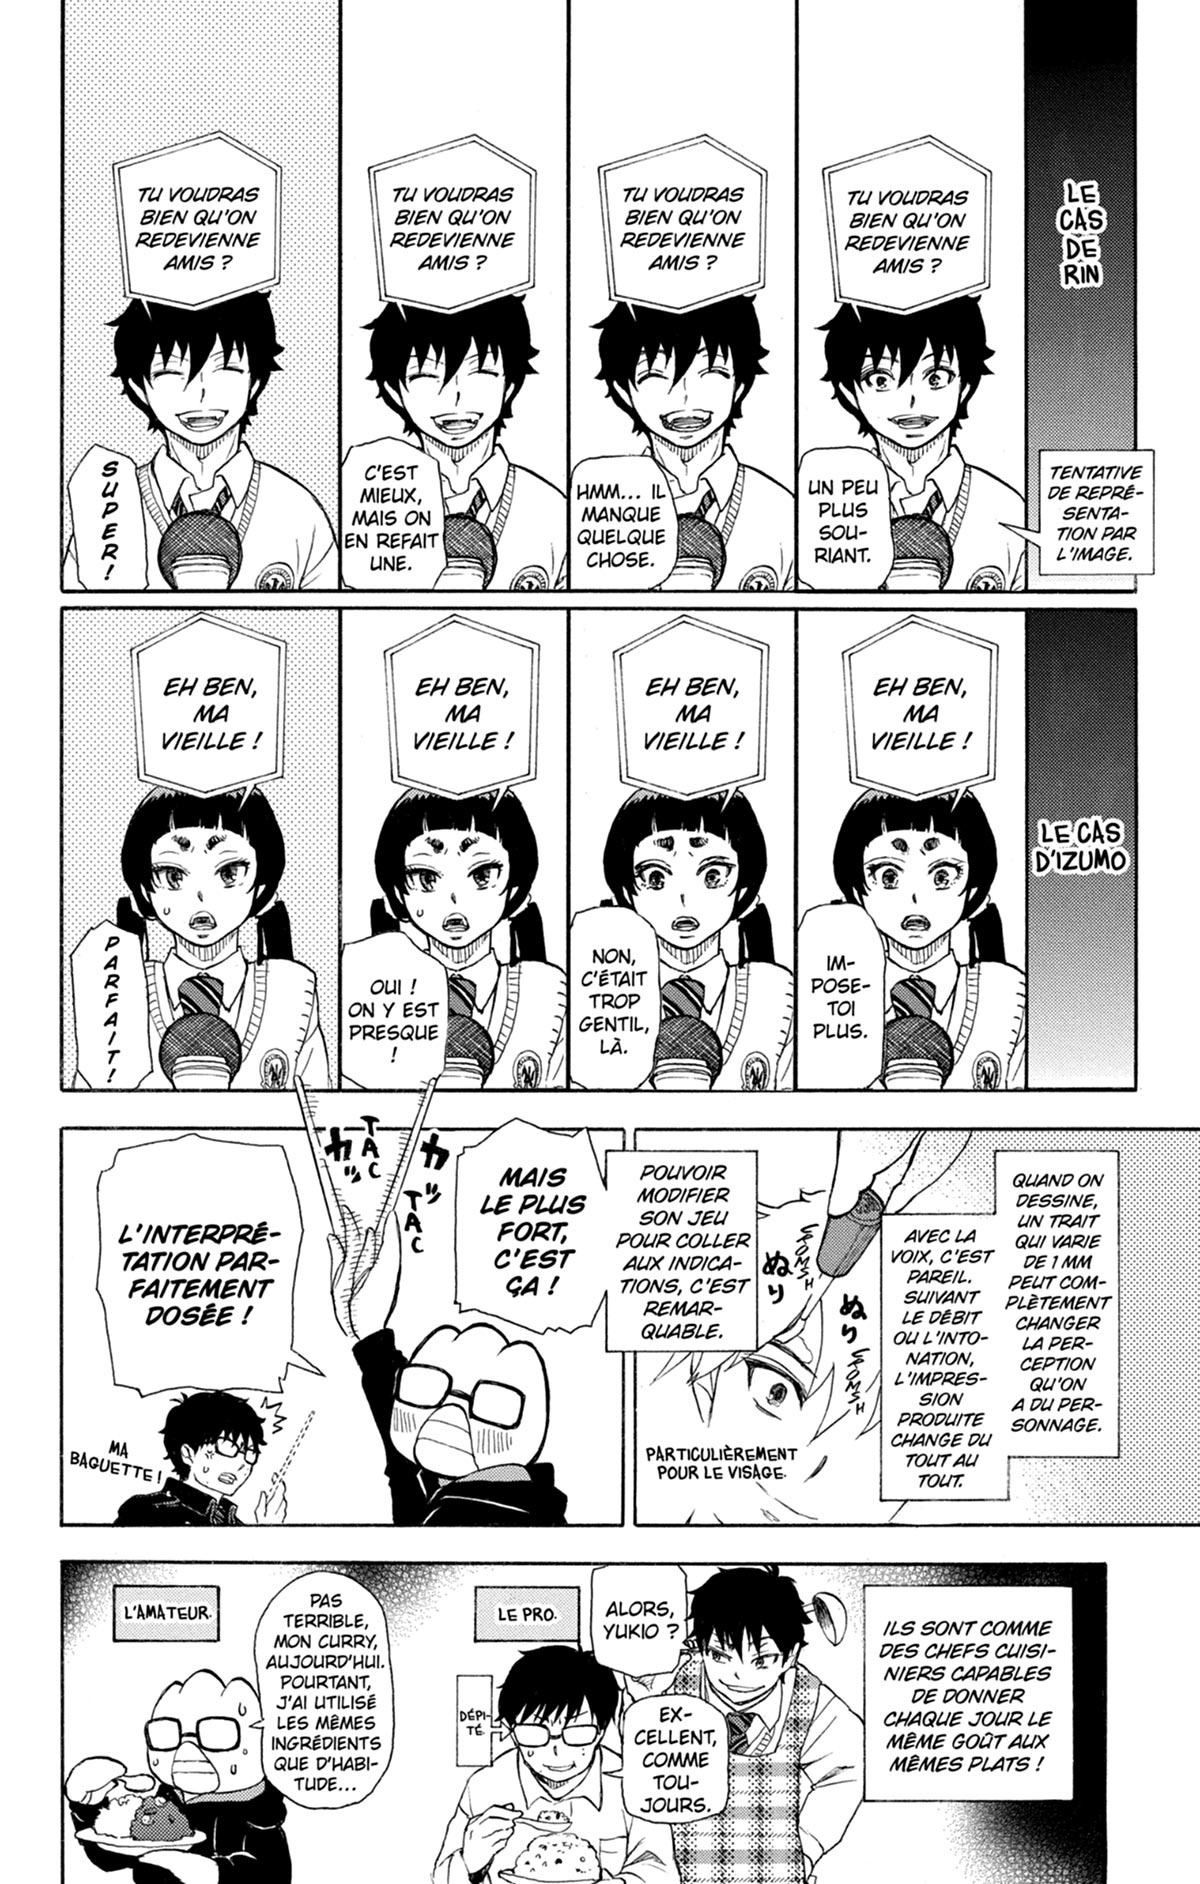 LE
CAS
DE
RIN
TENTATIVE
DE REPRÉ-
SENTA-
TION PAR
L'IMAGE.
TU VOUDRAS
BIEN QU'ON
REDEVIENNE
AMIS ?
UN PEU
PLUS
SOU-
RIANT.
TU VOUDRAS
BIEN QU'ON
REDEVIENNE
AMIS ?
HMM... IL
MANQUE
QUELQUE
CHOSE.
TU VOUDRAS
BIEN QU'ON
REDEVIENNE
AMIS ?
C'EST
MIEUX,
MAIS ON
EN REFAIT
UNE.
TU VOUDRAS
BIEN QU'ON
REDEVIENNE
AMIS ?
SUPER!
LE CAS
D'IZUMO
EH BEN,
MA
VIEILLE !
IM-
POSE-
TOI
PLUS.
EH BEN,
MA
VIEILLE !
NON,
C'ÉTAIT
TROP
GENTIL,
LÀ.
EH BEN,
MA
VIEILLE !
OUI !
ON Y EST
PRESQUE
!
EH BEN,
MA
VIEILLE !
PARFAIT!
QUAND ON
DESSINE,
UN TRAIT
QUI VARIE
DE 1 MM
PEUT COM-
PLÈTEMENT
CHANGER
LA PER-
CEPTION
QU'ON
A DU PER-
SONNAGE.
AVEC LA
VOIX, C'EST
PAREIL.
SUIVANT
LE DÉBIT
OU L'INTO-
NATION,
L'IMPRES-
SION
PRODUITE
CHANGE DU
TOUT AU
TOUT.
ぬり
SPOMSH
ぬり
SPOMSH
PARTICULIÈREMENT
POUR LE VISAGE.
POUVOIR
MODIFIER
SON JEU
POUR COLLER
AUX INDICA-
TIONS, C'EST
REMAR-
QUABLE.
MAIS
LE PLUS
FORT,
C'EST
ÇA !
カッ
TAC
カッ
TAC
L'INTERPRÉ-
TATION PAR-
FAITEMENT
DOSÉE !
MA
BAGUETTE !
ILS SONT COMME
DES CHEFS CUISI-
NIERS CAPABLES
DE DONNER
CHAQUE JOUR LE
MÊME GOÛT AUX
MÊMES PLATS !
LE PRO.
ALORS,
YUKIO ?
EX-
CELLENT,
COMME
TOU-
JOURS.
DÉPI-
TÉ.
L'AMATEUR.
PAS
TERRIBLE,
MON CURRY,
AUJOURD'HUI.
POURTANT,
J'AI UTILISÉ
LES MÊMES
INGRÉDIENTS
QUE D'HABI-
TUDE...